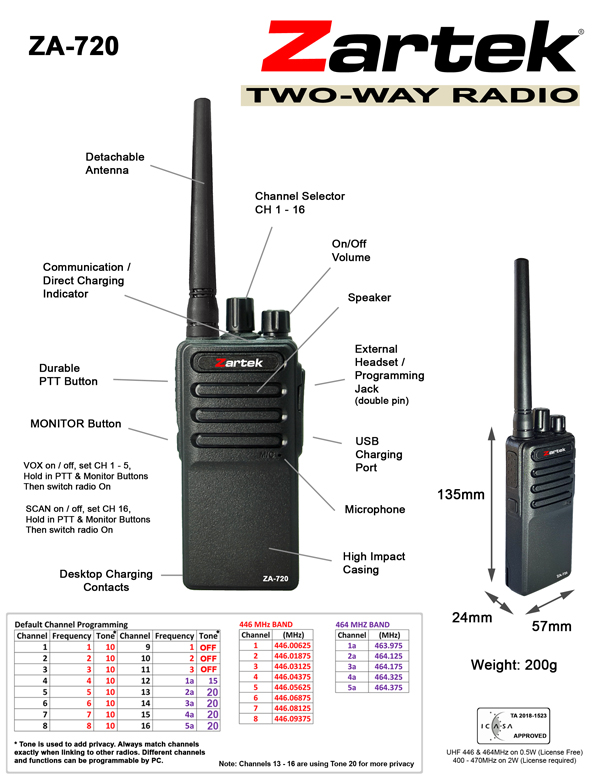 ZA-720
Zartek®
TWO-WAY RADIO
Detachable
Antenna
Channel Selector
CH 1 - 16
On/Off
Volume
Communication /
Direct Charging
Indicator
Speaker
Zartek
External
Headset /
Programming
Jack
(double pin)
Durable
PTT Button
MONITOR Button
USB
Charging
Port
VOX on / off, set CH 1 - 5,
Hold in PTT & Monitor Buttons
Then switch radio On
Microphone
SCAN on / off, set CH 16,
Hold in PTT & Monitor Buttons
Then switch radio On
High Impact
Casing
Desktop Charging
Contacts
ZA-720
Zartek
135mm
24mm
57mm
Weight: 200g
Default Channel Programming
Channel Frequency Tone* Channel Frequency Tone*
1 1 10 9 1 OFF
2 2 10 10 2 OFF
3 3 10 11 3 OFF
4 4 10 12 1a 15
5 5 10 13 2a 20
6 6 10 14 3a 20
7 7 10 15 4a 20
8 8 10 16 5a 20
* Tone is used to add privacy. Always match channels
exactly when linking to other radios. Different channels
and functions can be programmable by PC.
446 MHz BAND
Channel (MHz)
1 446.00625
2 446.01875
3 446.03125
4 446.04375
5 446.05625
6 446.06875
7 446.08125
8 446.09375
464 MHZ BAND
Channel (MHz)
1a 463.975
2a 464.125
3a 464.175
4a 464.325
5a 464.375
Note: Channels 13 - 16 are using Tone 20 for more privacy
ICASA
TA 2018-1523
APPROVED
UHF 446 & 464MHz on 0.5W (License Free)
400 - 470MHz on 2W (License required)